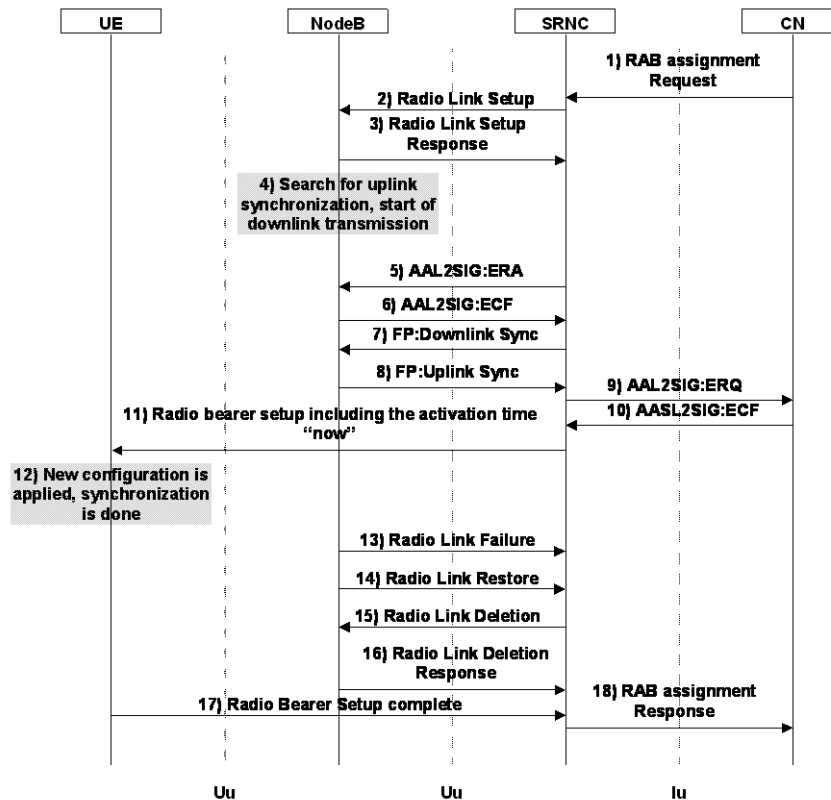 UE
NodeB
SRNC
CN
1) RAB assignment
Request
2) Radio Link Setup
3) Radio Link Setup
Response
4) Search for uplink
synchronization, start of
downlink transmission
5) AAL2SIG:ERA
6) AAL2SIG:ECF
7) FP:Downlink Sync
8) FP:Uplink Sync
9) AAL2SIG:ERQ
10) AASL2SIG:ECF
11) Radio bearer setup including the activation time
“now”
12) New configuration is
applied, synchronization
is done
13) Radio Link Failure
14) Radio Link Restore
15) Radio Link Deletion
16) Radio Link Deletion
Response
17) Radio Bearer Setup complete
18) RAB assignment
Response
Uu
Uu
Iu